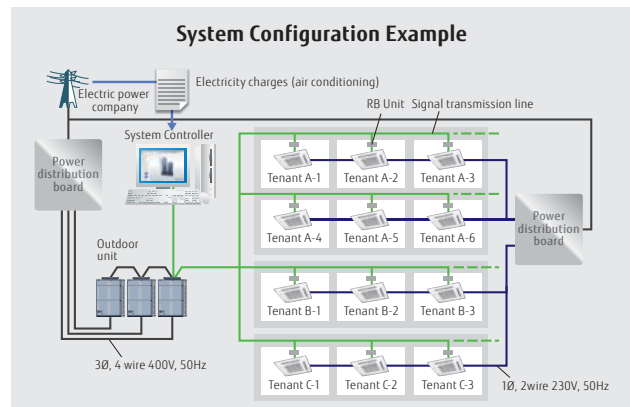 System Configuration Example
Electric power
company
Electricity charges (air conditioning)
RB Unit
Signal transmission line
System Controller
Power
distribution
board
Tenant A-1
Tenant A-2
Tenant A-3
Tenant A-4
Tenant A-5
Tenant A-6
Power
distribution
board
Outdoor
unit
Tenant B-1
Tenant B-2
Tenant B-3
3Ø, 4 wire 400V, 50Hz
Tenant C-1
Tenant C-2
Tenant C-3
1Ø, 2wire 230V, 50Hz